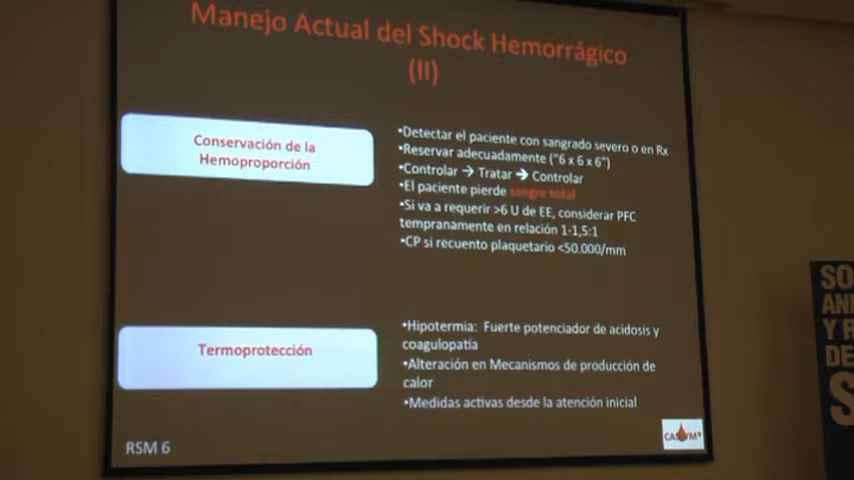 Manejo Actual del Shock Hemorrágico
(II)
Conservación de la
Hemoproporción
•Detectar el paciente con sangrado severo o en Rx
•Reservar adecuadamente ("6 x 6 x 6")
•Controlar → Tratar → Controlar
•El paciente pierde sangre total
•Si va a requerir >6 U de EE, considerar PFC
tempranamente en relación 1-1,5:1
•CP si recuento plaquetario <50.000/mm
Termoprotección
•Hipotermia: Fuerte potenciador de acidosis y
coagulopatía
•Alteración en Mecanismos de producción de
calor
•Medidas activas desde la atención inicial
RSM 6
SO
ANE
Y R
DE
S